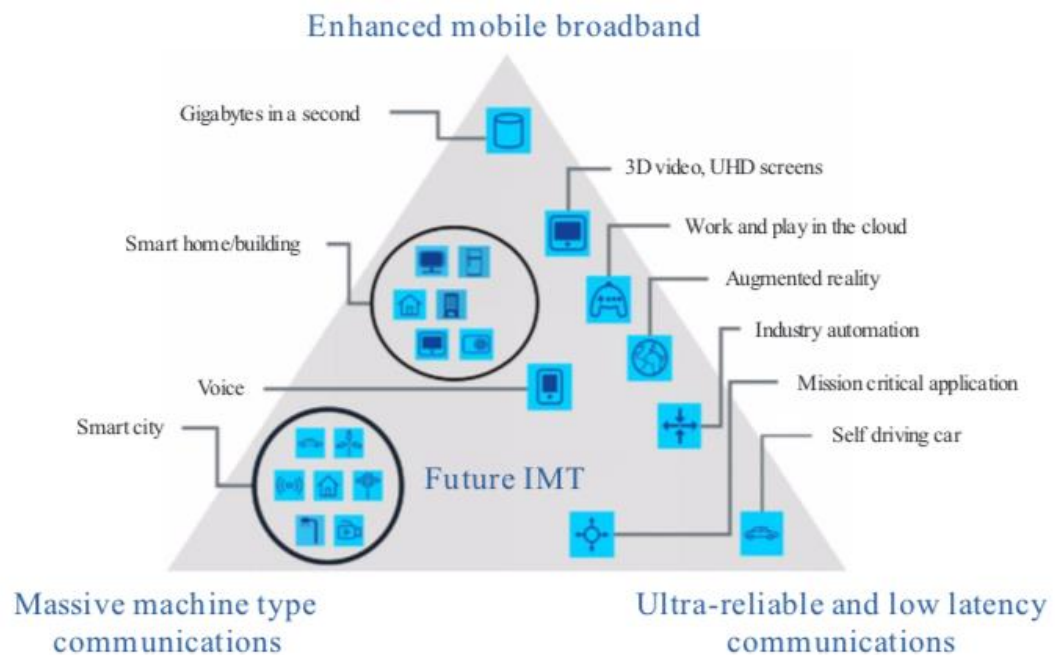 Enhanced mobile broadband
Gigabytes in a second
3D video, UHD screens
Work and play in the cloud
Smart home/building
Augmented reality
Industry automation
Voice
Mission critical application
Smart city
Self driving car
Future IMT
Massive machine type
communications
Ultra-reliable and low latency
communications